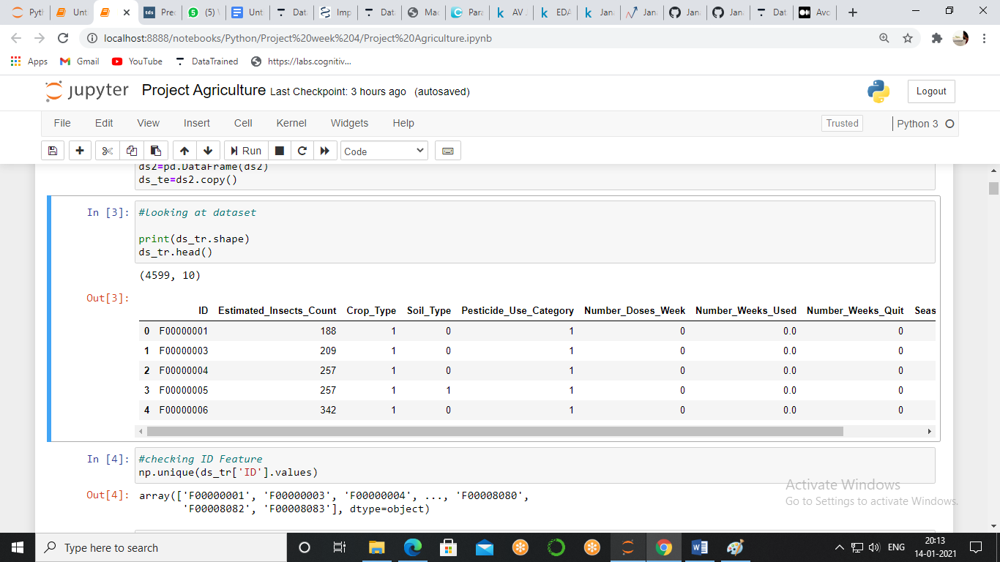 Pyth
Unt
tds
Pre
(5) \
Unt
Dat
Imp
Dat
Mac
Para
AV J
EDA
Jana
Jana
Jana
Jana
Dat
Avo
localhost:8888/notebooks/Python/Project%20week%204/Project%20Agriculture.ipynb
Apps Gmail YouTube DataTrained https://labs.cognitiv...
jupyter Project Agriculture Last Checkpoint: 3 hours ago (autosaved)
Logout
File Edit View Insert Cell Kernel Widgets Help
Trusted
Python 3
Run
Code
ds2=pd.DataFrame(ds2)
ds_te=ds2.copy()
In [3]:
#looking at dataset
print(ds_tr.shape)
ds_tr.head()
(4599, 10)
Out[3]:
ID Estimated_Insects_Count Crop_Type Soil_Type Pesticide_Use_Category Number_Doses_Week Number_Weeks_Used Number_Weeks_Quit Seas
0 F00000001 188 1 0 1 0 0.0 0
1 F00000003 209 1 0 1 0 0.0 0
2 F00000004 257 1 0 1 0 0.0 0
3 F00000005 257 1 1 1 0 0.0 0
4 F00000006 342 1 0 1 0 0.0 0
In [4]:
#checking ID Feature
np.unique(ds_tr['ID'].values)
Out[4]:
array(['F00000001', 'F00000003', 'F00000004', ..., 'F00008080',
'F00008082', 'F00008083'], dtype=object)
Activate Windows
Go to Settings to activate Windows.
Type here to search
ENG
20:13
14-01-2021